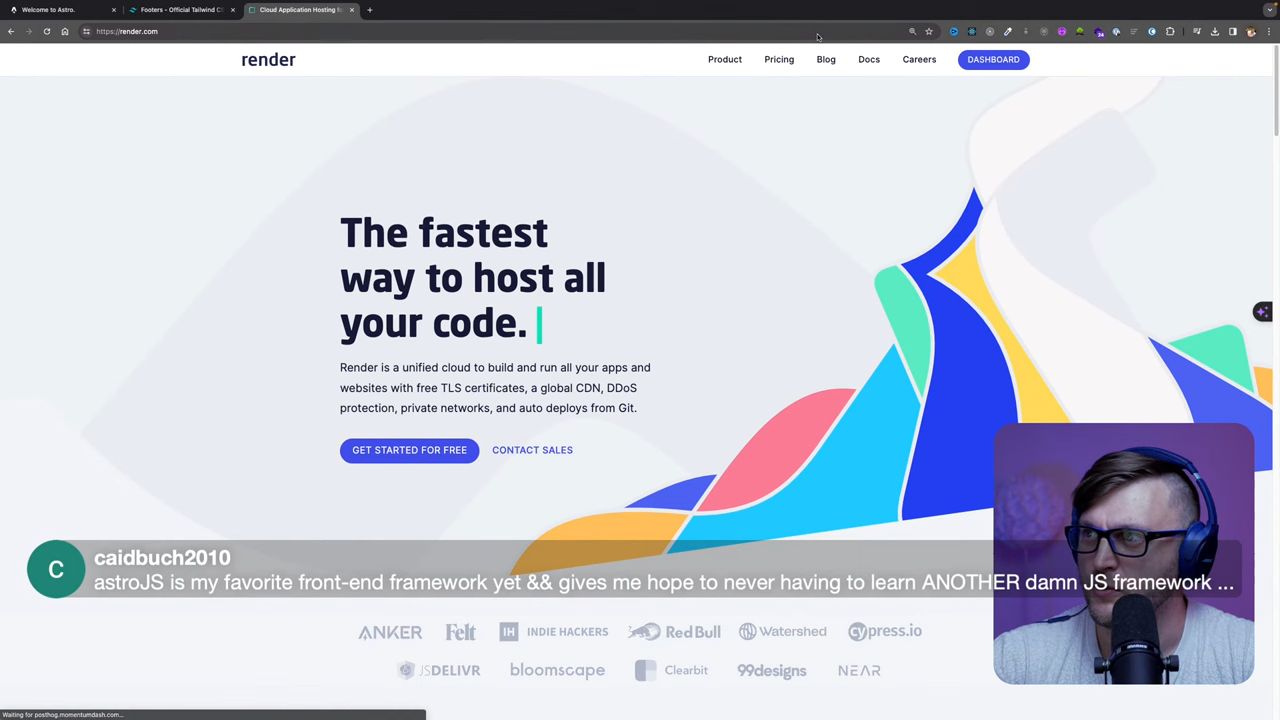 Welcome to Astro.
Footers - Official Tailwind C
Cloud Application Hosting fo
https://render.com
render
Product
Pricing
Blog
Docs
Careers
DASHBOARD
The fastest
way to host all
your code.
Render is a unified cloud to build and run all your apps and
websites with free TLS certificates, a global CDN, DDoS
protection, private networks, and auto deploys from Git.
GET STARTED FOR FREE
CONTACT SALES
C
caidbuch2010
astroJS is my favorite front-end framework yet && gives me hope to never having to learn ANOTHER damn JS framework ...
ANKER
Felt
IH INDIE HACKERS
Red Bull
Watershed
cypress.io
JSDELIVR
bloomscape
Clearbit
99designs
NEAR
Waiting for posthog.momentumdash.com...